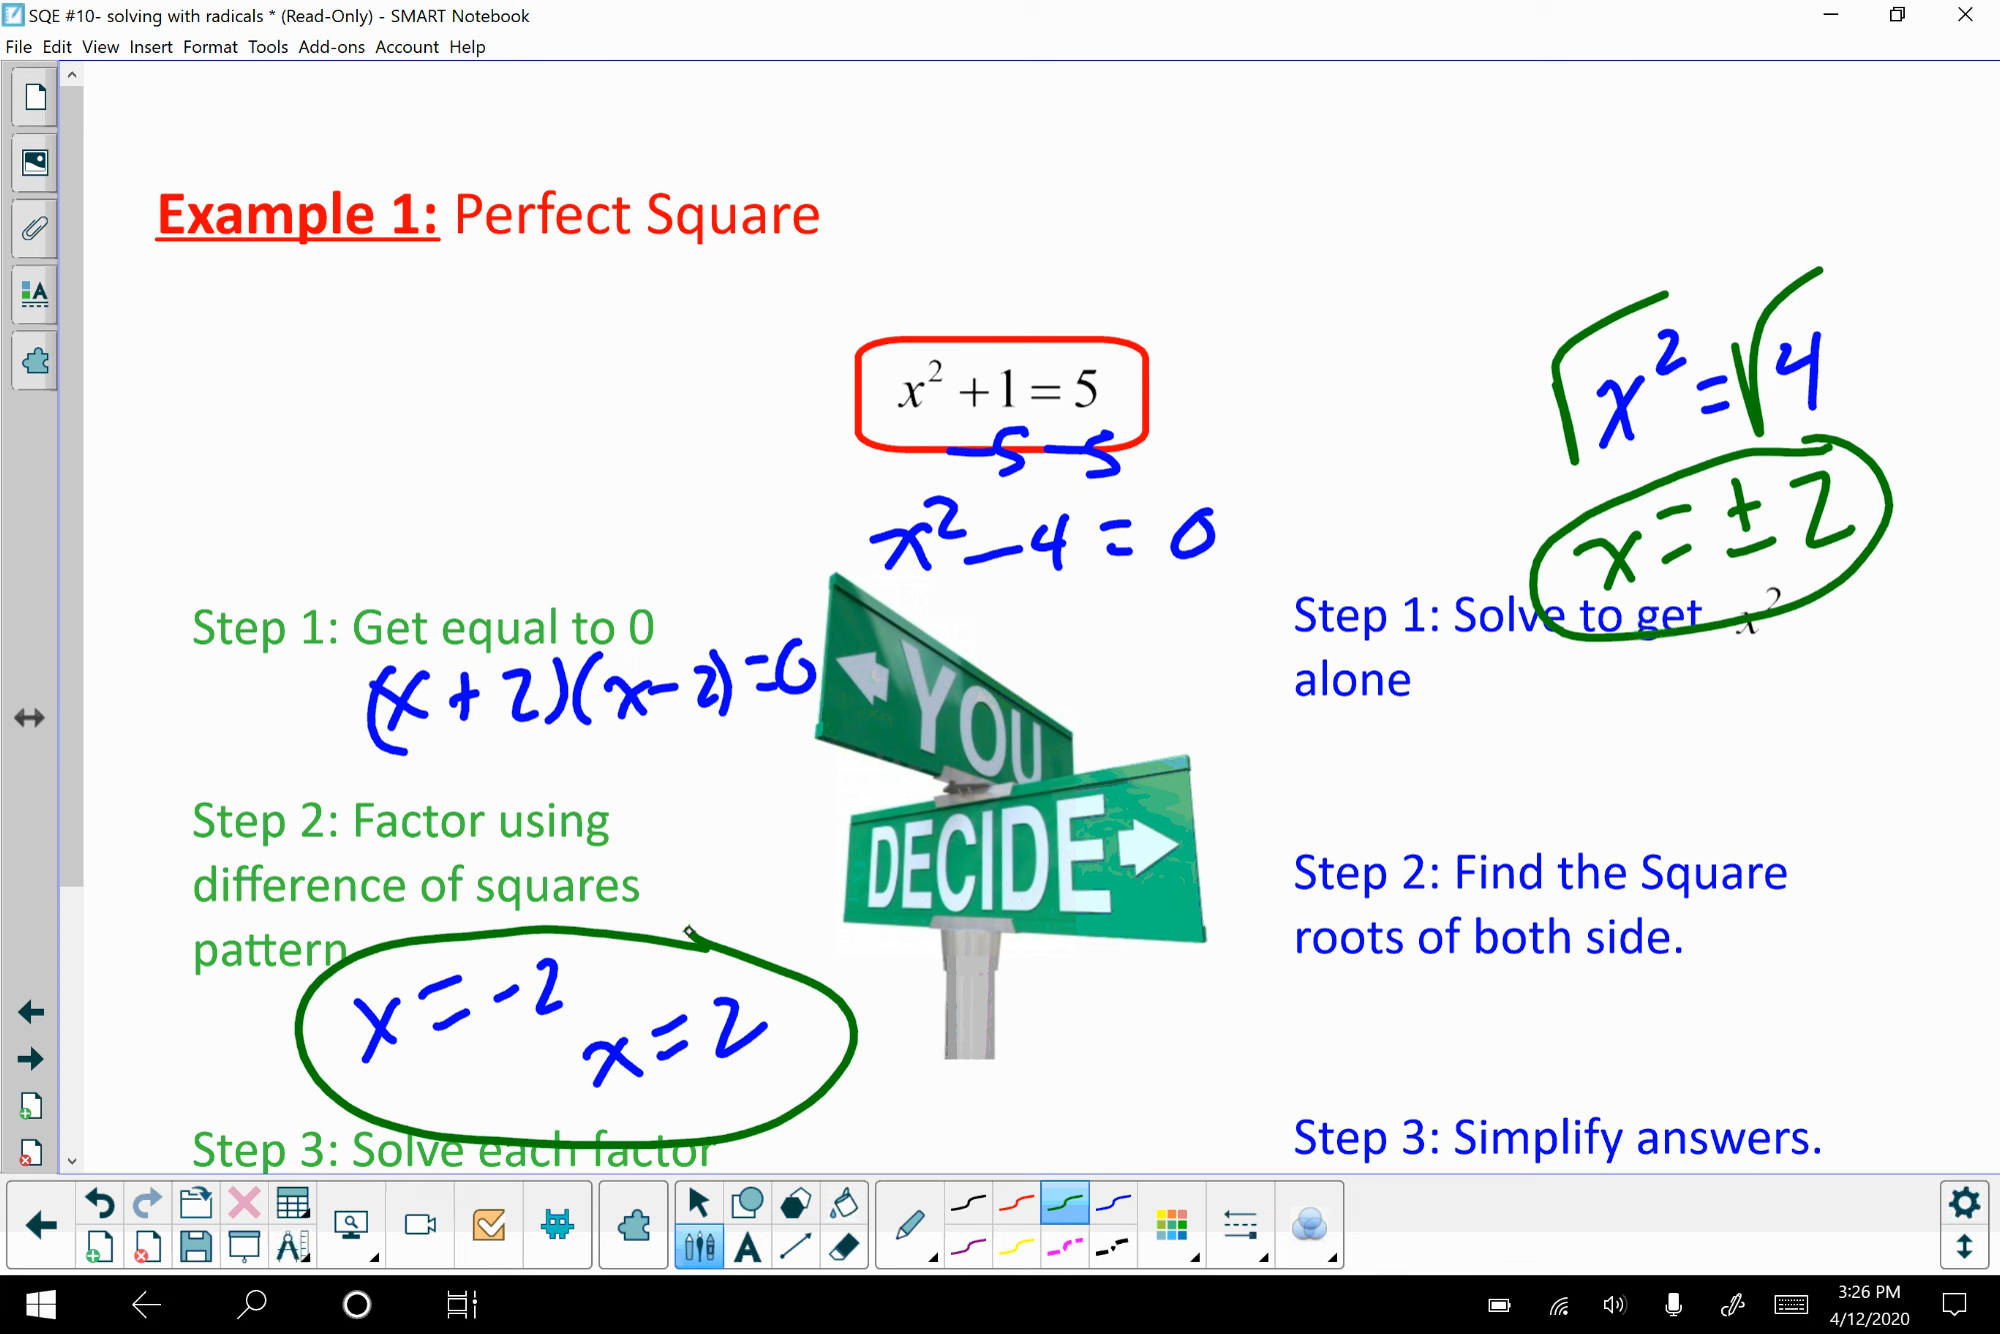 SQE #10- solving with radicals * (Read-Only) - SMART Notebook
File Edit View Insert Format Tools Add-ons Account Help
Example 1: Perfect Square
x² + 1 = 5
-5 -5
x² - 4 = 0
√x² = √4
x = ± 2
Step 1: Get equal to 0
(x + 2)(x - 2) = 0
Step 2: Factor using
difference of squares
pattern
x = -2
x = 2
Step 3: Solve each factor
YOU
DECIDE
Step 1: Solve to get x²
alone
Step 2: Find the Square
roots of both side.
Step 3: Simplify answers.
3:26 PM
4/12/2020